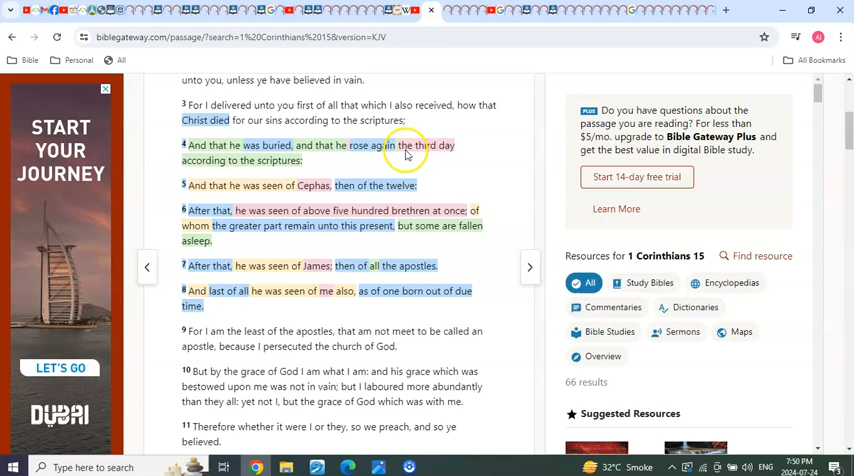 biblegateway.com/passage/?search=1%20Corinthians%2015&version=KJV
AI
Bible
Personal
All
All Bookmarks
START
YOUR
JOURNEY
LET'S GO
DUBAI
unto you, unless ye have believed in vain.
3 For I delivered unto you first of all that which I also received, how that
Christ died for our sins according to the scriptures;
4 And that he was buried, and that he rose again the third day
according to the scriptures:
5 And that he was seen of Cephas, then of the twelve:
6 After that, he was seen of above five hundred brethren at once; of
whom the greater part remain unto this present, but some are fallen
asleep.
7 After that, he was seen of James; then of all the apostles.
8 And last of all he was seen of me also, as of one born out of due
time.
9 For I am the least of the apostles, that am not meet to be called an
apostle, because I persecuted the church of God.
10 But by the grace of God I am what I am: and his grace which was
bestowed upon me was not in vain; but I laboured more abundantly
than they all: yet not I, but the grace of God which was with me.
11 Therefore whether it were I or they, so we preach, and so ye
believed.
PLUS Do you have questions about the
passage you are reading? For less than
$5/mo. upgrade to Bible Gateway Plus and
get the best value in digital Bible study.
Start 14-day free trial
Learn More
Resources for 1 Corinthians 15
Find resource
All
Study Bibles
Encyclopedias
Commentaries
Dictionaries
Bible Studies
Sermons
Maps
Overview
66 results
Suggested Resources
Type here to search
32°C Smoke
ENG
7:50 PM
2024-07-24